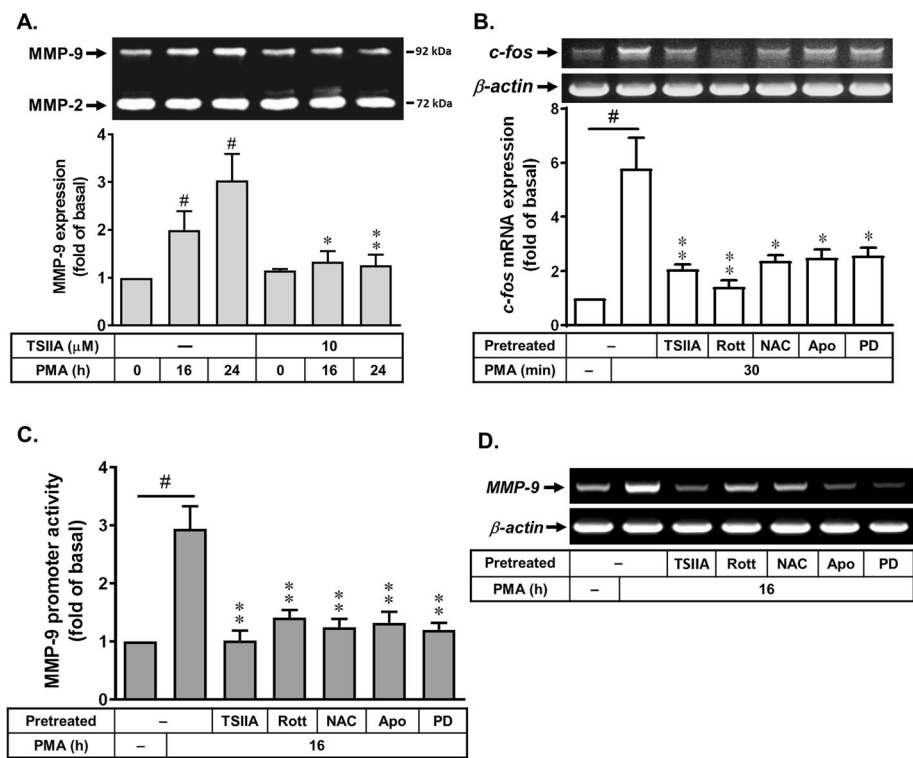 A.
MMP-9
92 kDa
MMP-2
72 kDa
MMP-9 expression
(fold of basal)
4
3
2
1
0
#
#
*
*
*
TSIIA (μM) – 10
PMA (h) 0 16 24 0 16 24
B.
c-fos
β-actin
c-fos mRNA expression
(fold of basal)
8
6
4
2
0
#
* * * * *
* *
Pretreated – TSIIA Rott NAC Apo PD
PMA (min) – 30
C.
MMP-9 promoter activity
(fold of basal)
4
3
2
1
0
#
* * * * *
* * * * *
Pretreated – TSIIA Rott NAC Apo PD
PMA (h) – 16
D.
MMP-9
β-actin
Pretreated – TSIIA Rott NAC Apo PD
PMA (h) – 16